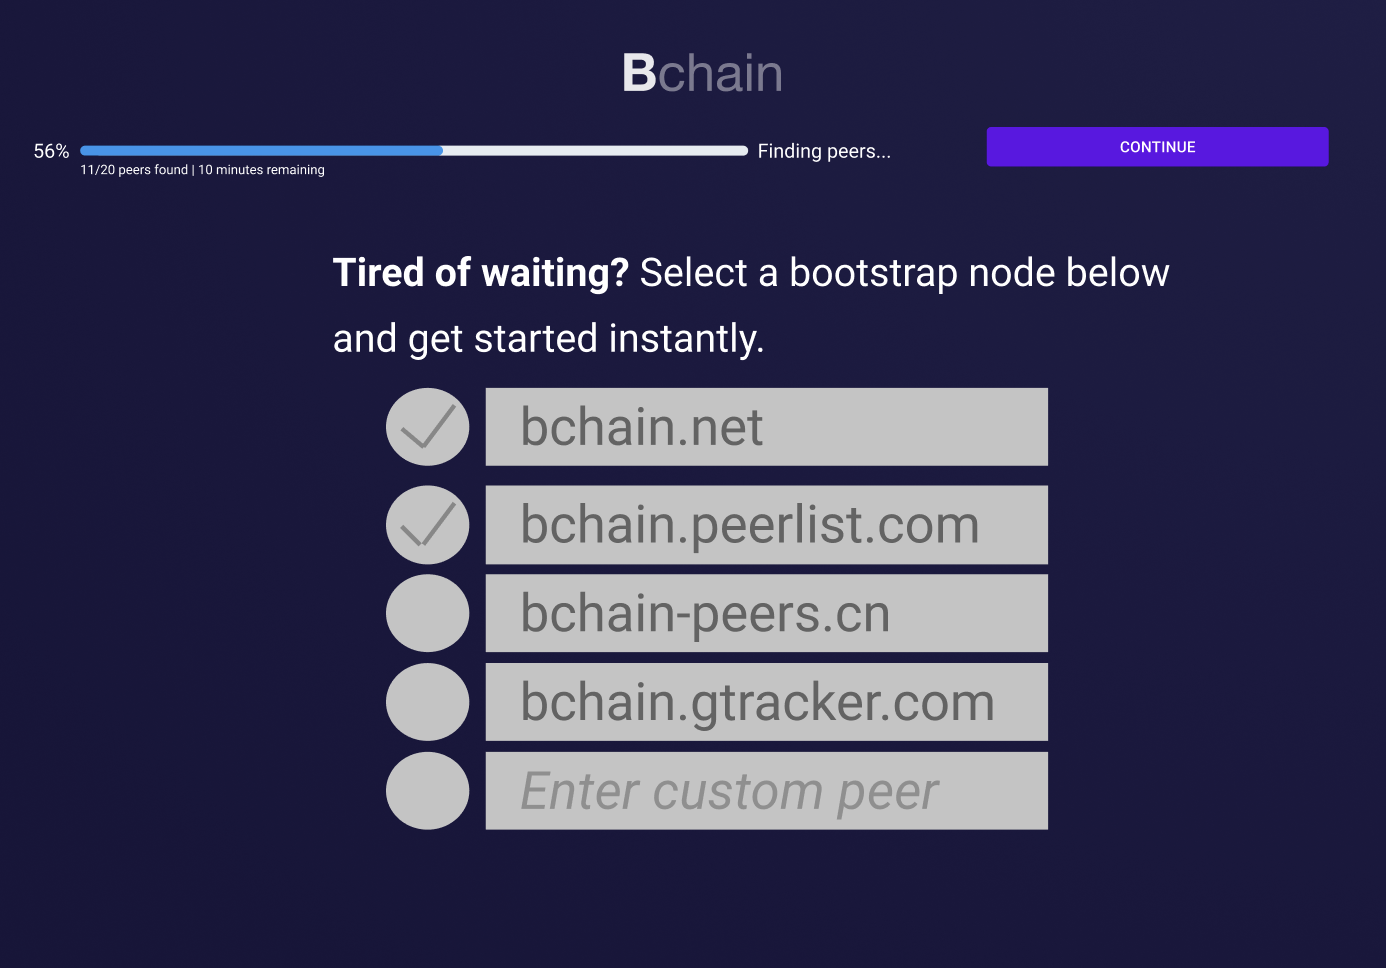 Bchain
56%
Finding peers...
CONTINUE
11/20 peers found | 10 minutes remaining
Tired of waiting? Select a bootstrap node below
and get started instantly.
bchain.net
bchain.peerlist.com
bchain-peers.cn
bchain.gtracker.com
Enter custom peer